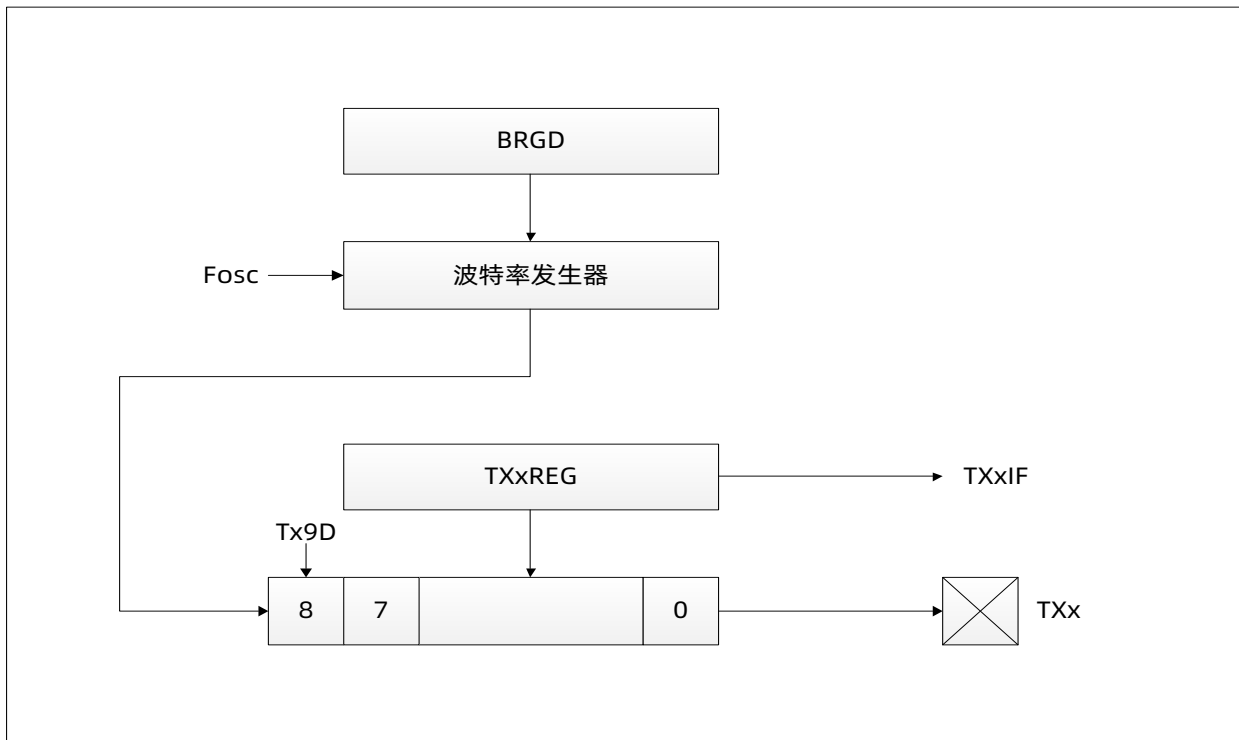 BRGD
Fosc
波特率发生器
TXxREG
TXxIF
Tx9D
8
7
0
TXx